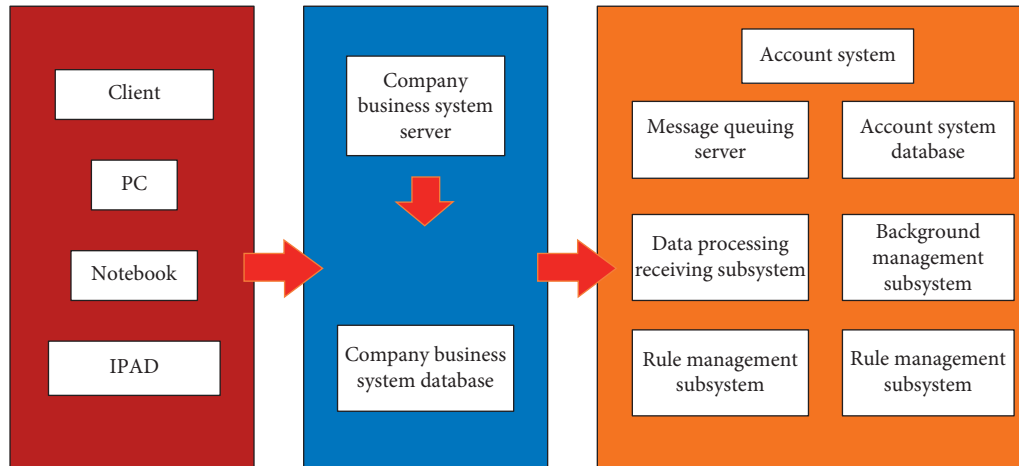 Client
PC
Notebook
IPAD
Company
business system
server
Company business
system database
Account system
Message queuing
server
Account system
database
Data processing
receiving subsystem
Background
management
subsystem
Rule management
subsystem
Rule management
subsystem